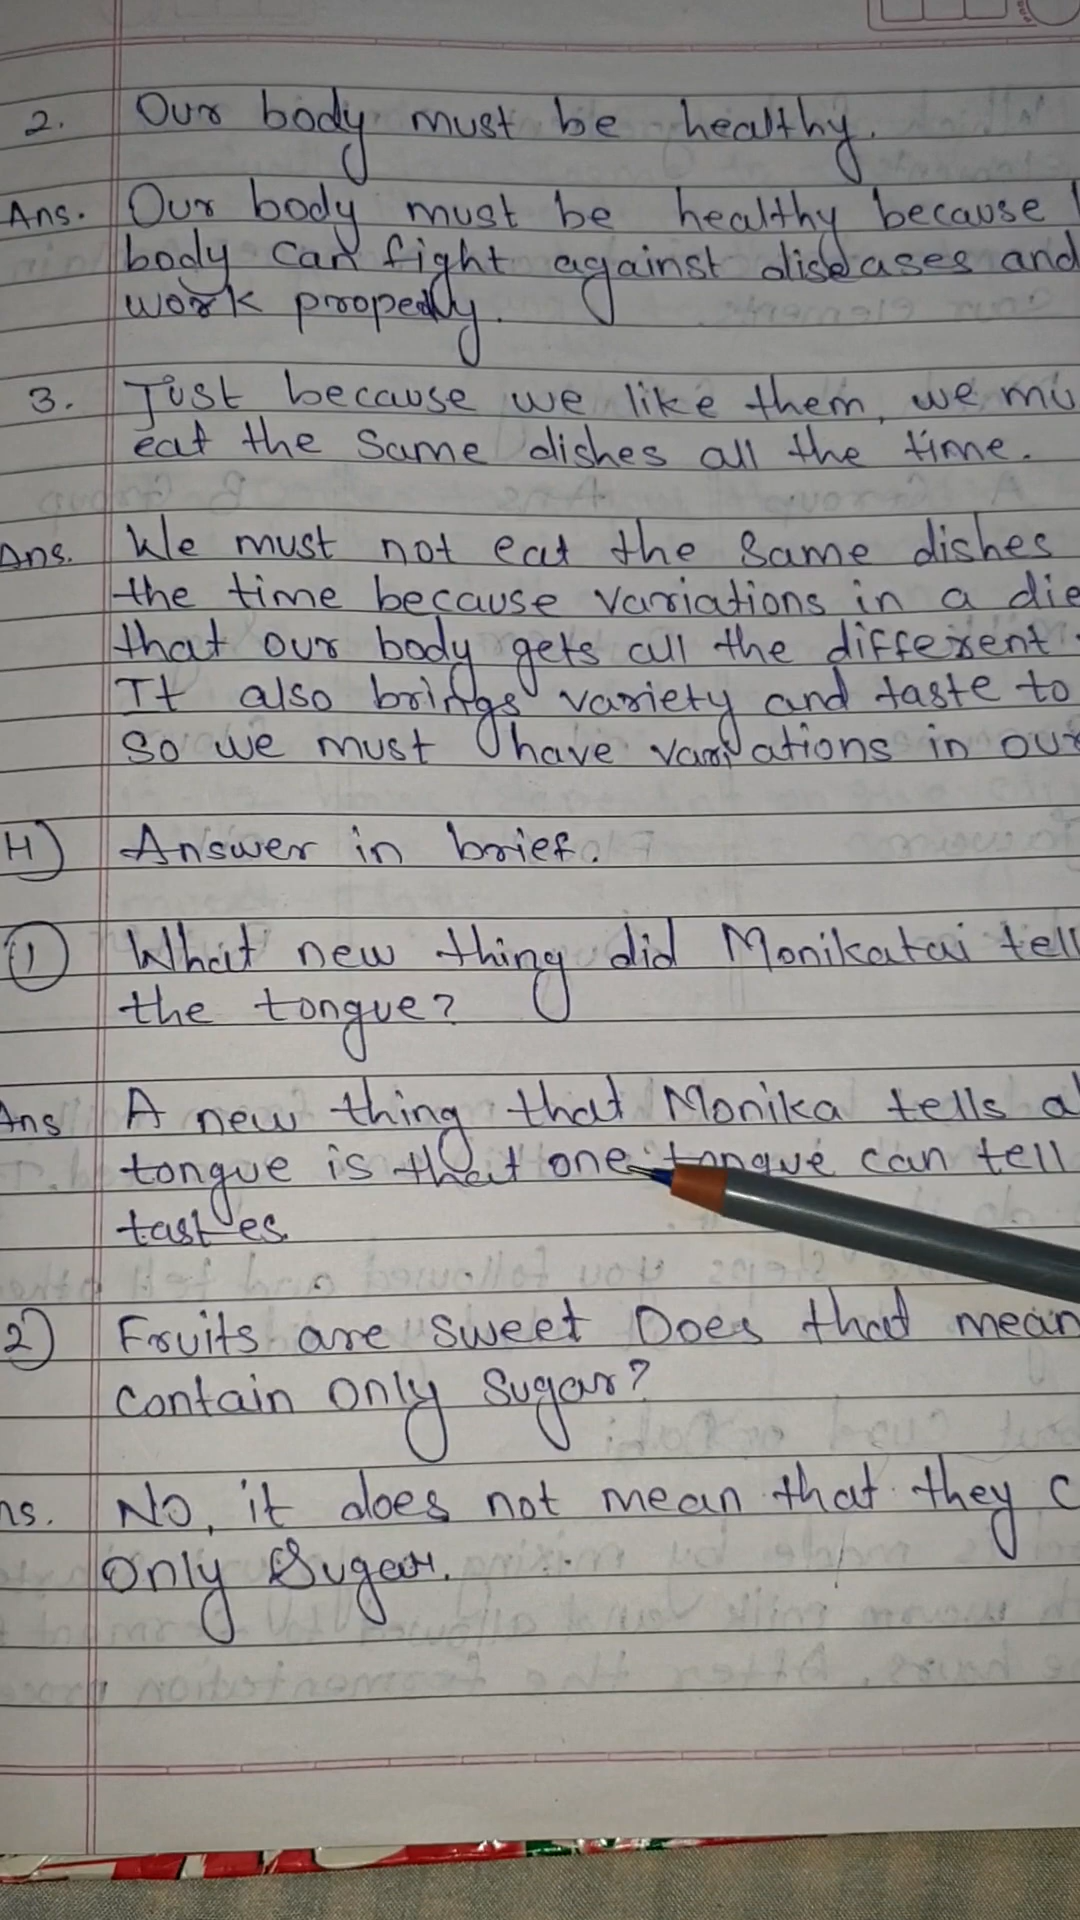 2. Our body must be healthy.
Ans. Our body must be healthy because
body can fight against diseases and
work properly.
3. Just because we like them, we
eat the same dishes all the time.
Ans. We must not eat the same dishes
the time because variations in a
that our body gets all the different
It also brings variety and taste to
So we must have variations in our
H) Answer in brief.
1) What new thing did Monikatai tell
the tongue?
Ans A new thing that Monika tells
tongue is that one tongue can tell
tastes.
2) Fruits are sweet Does that mean
contain only sugar?
No, it does not mean that they
only Sugar.